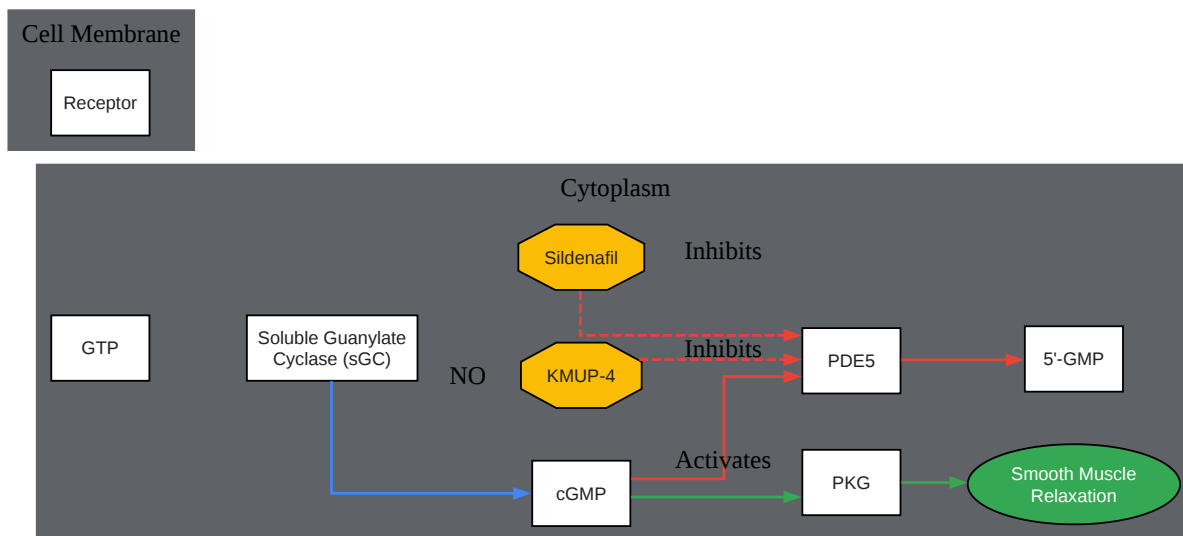 Cell Membrane
Receptor
Cytoplasm
Sildenafil
Inhibits
GTP
Soluble Guanylate
Cyclase (sGC)
NO
KMUP-4
Inhibits
PDE5
5'-GMP
cGMP
Activates
PKG
Smooth Muscle
Relaxation